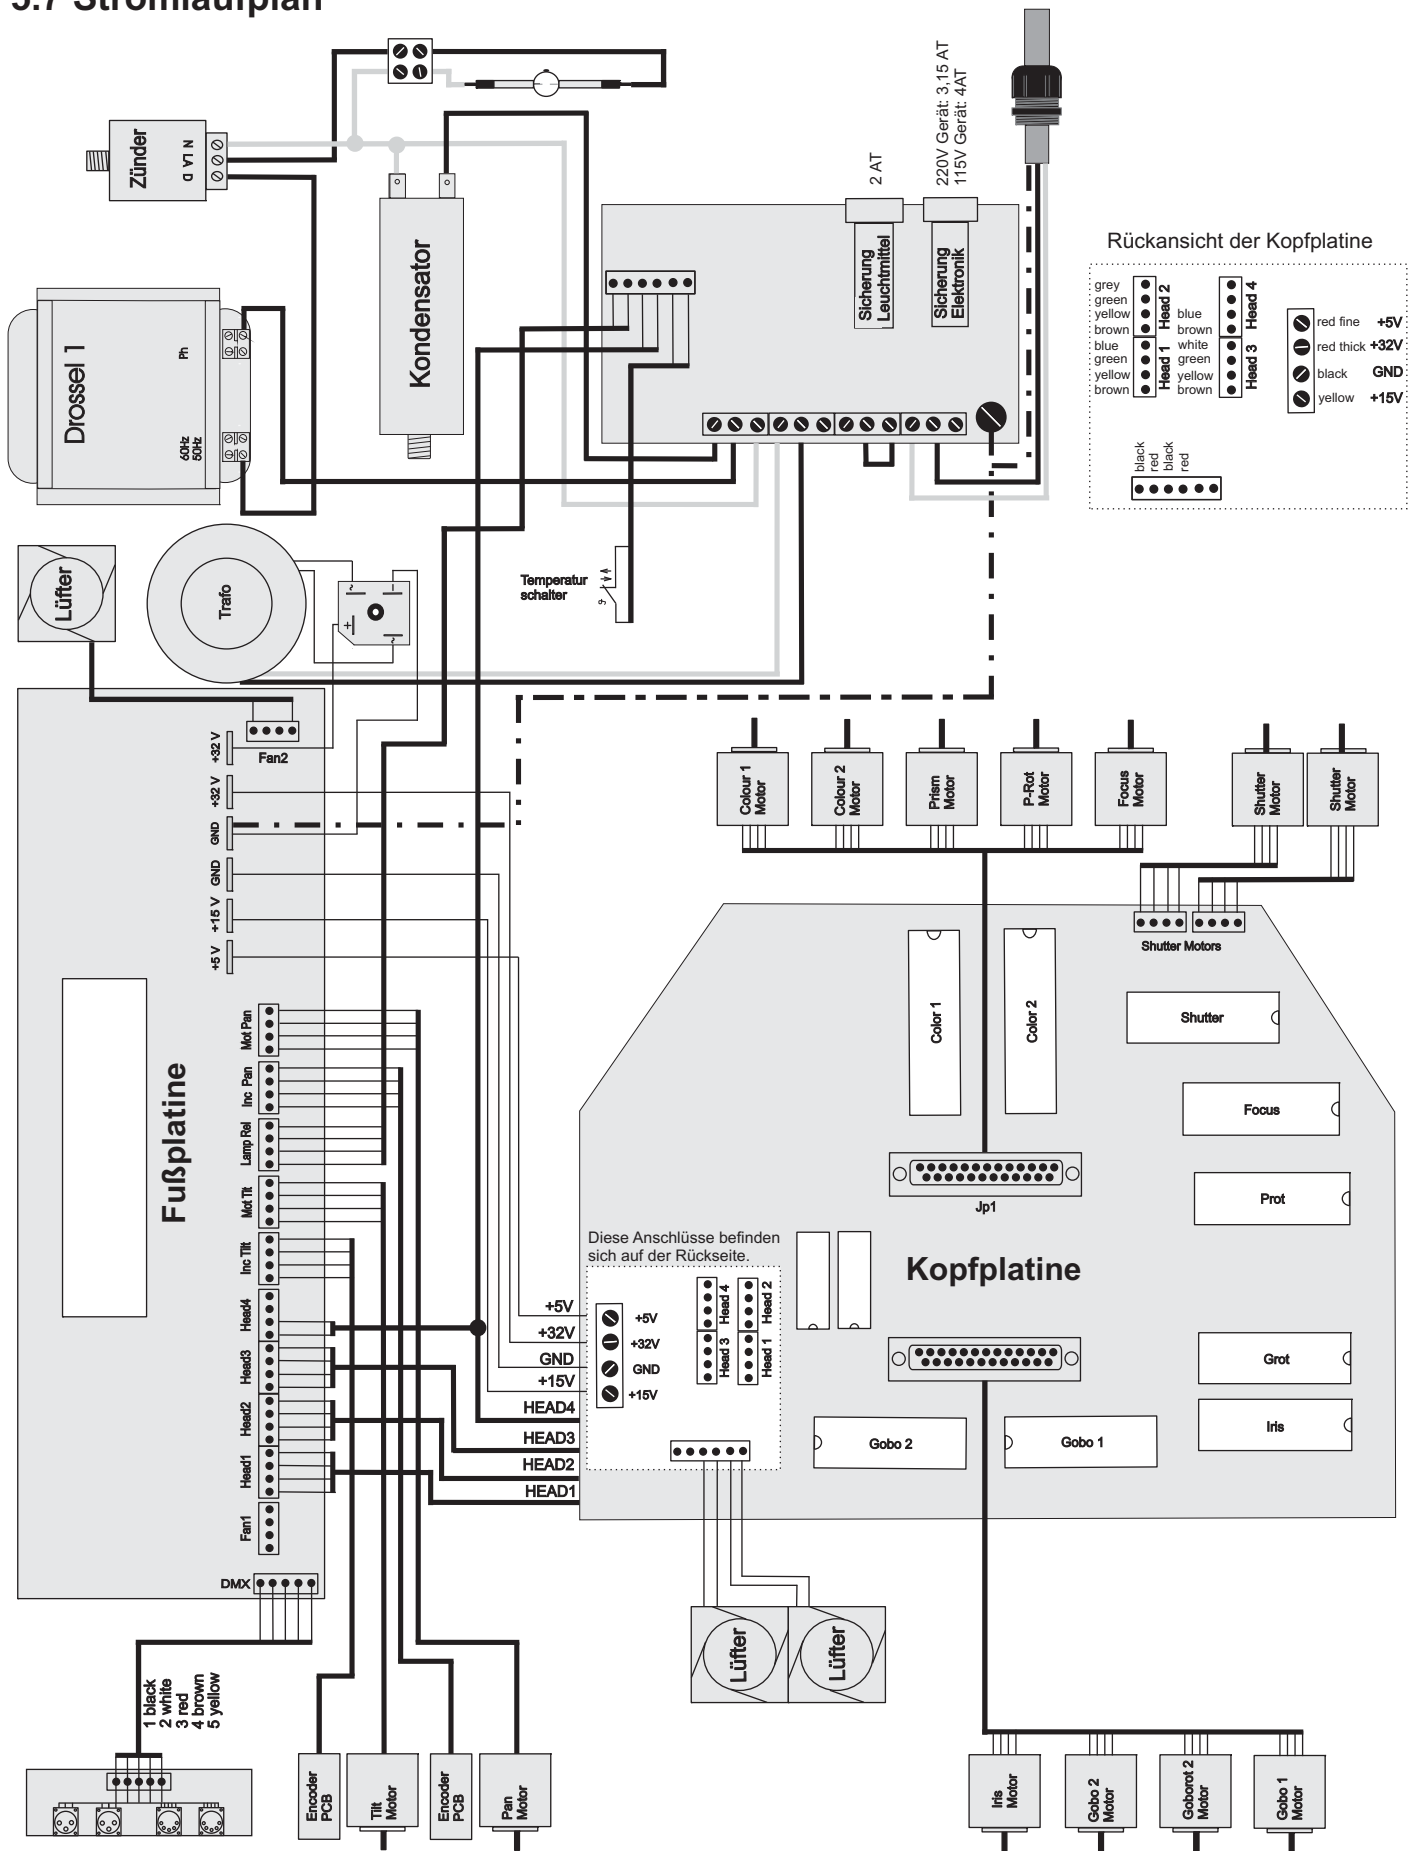 5.7 Stromlaufplan
Zünder
N LA D
Kondensator
2 AT
220V Gerät: 3,15 AT
115V Gerät: 4AT
Sicherung
Leuchtmittel
Sicherung
Elektronik
Rückansicht der Kopfplatine
grey
green
yellow
brown
Head 2
blue
green
yellow
brown
Head 1
blue
brown
Head 4
white
green
yellow
brown
Head 3
red fine +5V
red thick +32V
black GND
yellow +15V
black
red
black
red
Drossel 1
Ph
60Hz
50Hz
Lüfter
Trafo
~
-
+
~
Temperatur
schalter
Fan2
+32 V
+32 V
GND
GND
+15 V
+5 V
Fußplatine
Mot Pan
Inc Pan
Lamp Rel
Mot Tlt
Inc Tilt
Head4
Head3
Head2
Head1
Fan1
DMX
Colour 1
Motor
Colour 2
Motor
Prism
Motor
P-Rot
Motor
Focus
Motor
Shutter
Motor
Shutter
Motor
Shutter Motors
Color 1
Color 2
Shutter
Focus
Prot
Jp1
Kopfplatine
Diese Anschlüsse befinden
sich auf der Rückseite.
+5V
+32V
GND
+15V
HEAD4
HEAD3
HEAD2
HEAD1
+5V
+32V
GND
+15V
Head 4
Head 2
Head 3
Head 1
Grot
Iris
Gobo 2
Gobo 1
Lüfter
Lüfter
1 black
2 white
3 red
4 brown
5 yellow
Encoder
PCB
Tilt
Motor
Encoder
PCB
Pan
Motor
Iris
Motor
Gobo 2
Motor
Goborot 2
Motor
Gobo 1
Motor